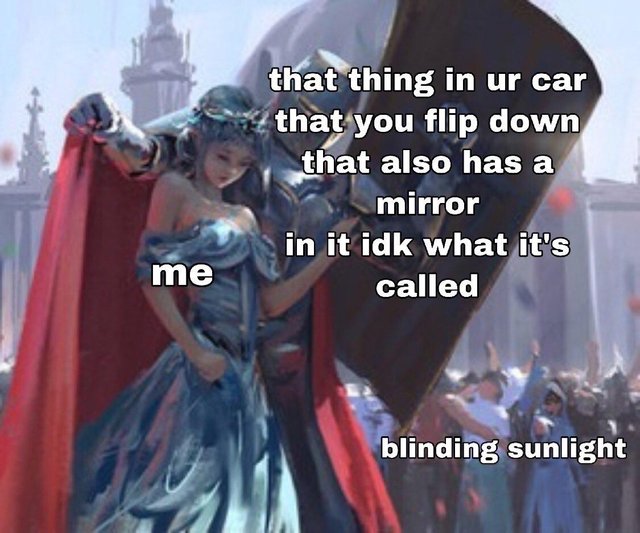 that thing in ur car
that you flip down
that also has a
mirror
in it idk what it's
called
me
blinding sunlight